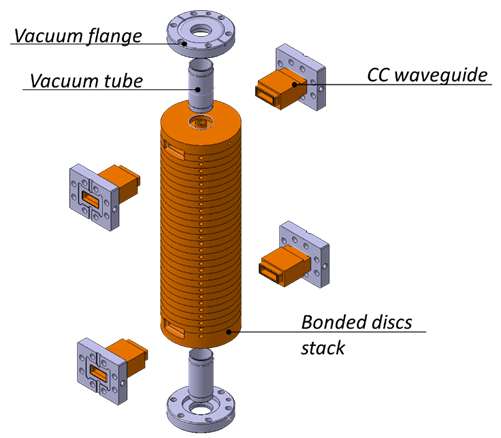 Vacuum flange
Vacuum tube
CC waveguide
Bonded discs
stack